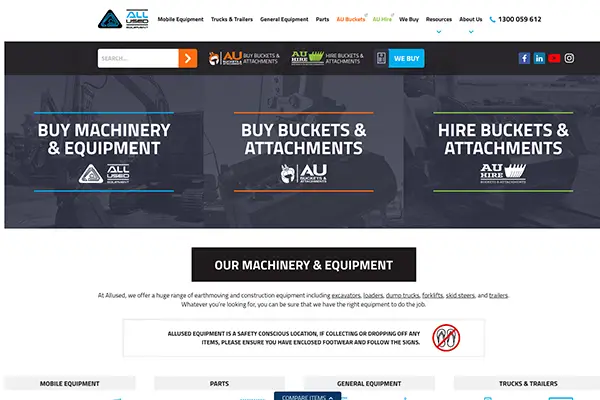 ALL USED EQUIPMENT
Mobile Equipment Trucks & Trailers General Equipment Parts AU Buckets AU Hire We Buy Resources About Us 1300 059 612
SEARCH... AU BUCKETS & ATTACHMENTS BUY BUCKETS & ATTACHMENTS AU HIRE HIRE BUCKETS & ATTACHMENTS WE BUY
BUY MACHINERY
& EQUIPMENT
ALL USED EQUIPMENT
BUY BUCKETS &
ATTACHMENTS
AU
BUCKETS & ATTACHMENTS
HIRE BUCKETS &
ATTACHMENTS
AU HIRE
BUCKETS & ATTACHMENTS
OUR MACHINERY & EQUIPMENT
At Allused, we offer a huge range of earthmoving and construction equipment including excavators, loaders, dump trucks, forklifts, skid steers, and trailers.
Whatever you're looking for, you can be sure that we have the right equipment to do the job.
ALLUSED EQUIPMENT IS A SAFETY CONSCIOUS LOCATION, IF COLLECTING OR DROPPING OFF ANY
ITEMS, PLEASE ENSURE YOU HAVE ENCLOSED FOOTWEAR AND FOLLOW THE SIGNS.
MOBILE EQUIPMENT PARTS GENERAL EQUIPMENT TRUCKS & TRAILERS
COMPARE ITEMS